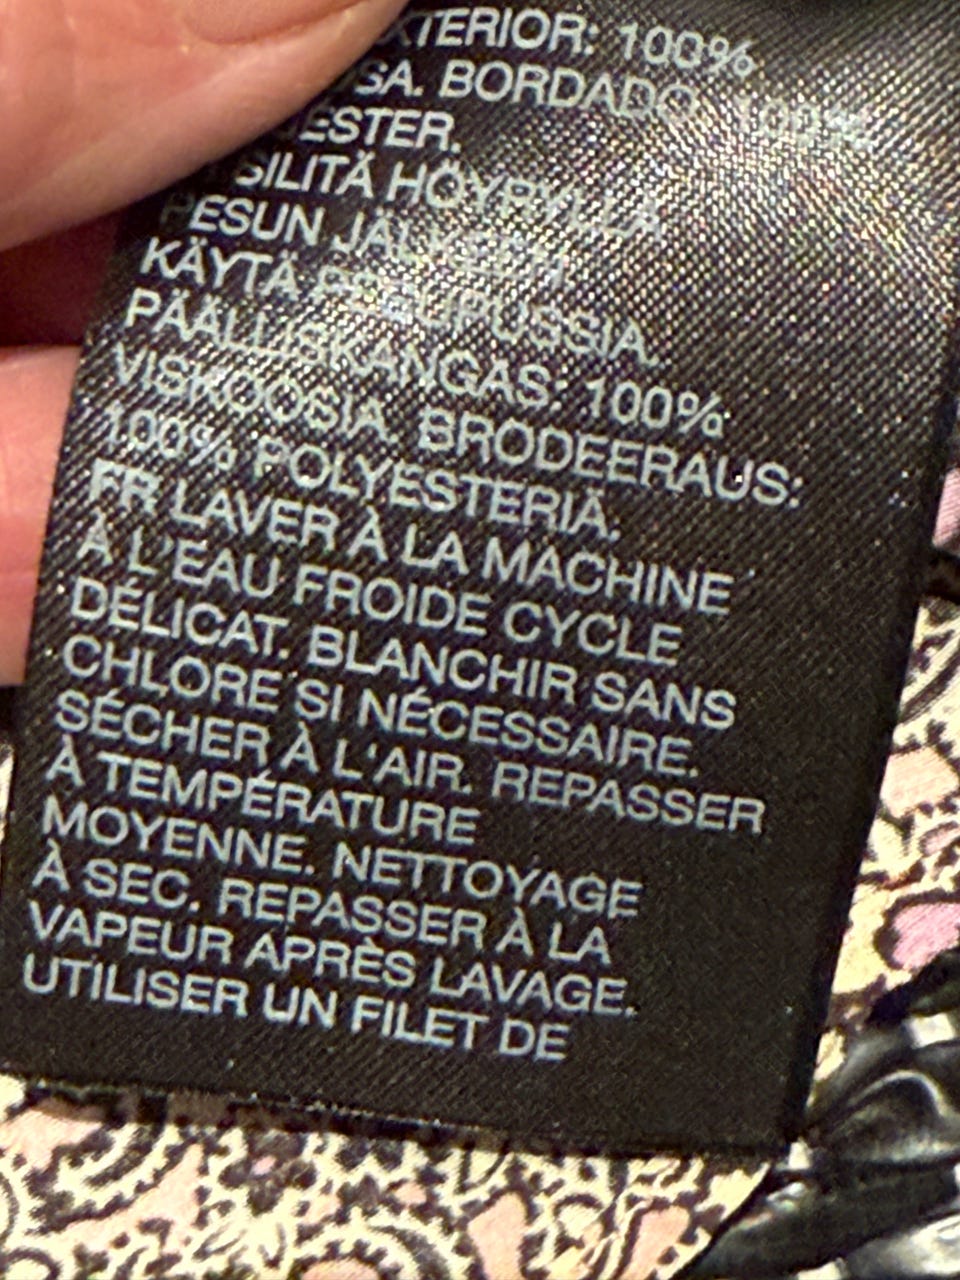 XTERIOR: 100%
SA. BORDADO: 100%
ESTER.
SILITÄ HÖYRYLLÄ
PESUN JÄLKEEN
KÄYTÄ PESUPUSSIA.
PÄÄLLISKANGAS: 100%
VISKOOSIA. BRODEERAUS:
100% POLYESTERIÄ.
FR LAVER À LA MACHINE
À L'EAU FROIDE CYCLE
DÉLICAT. BLANCHIR SANS
CHLORE SI NÉCESSAIRE.
SÉCHER À L'AIR. REPASSER
À TEMPÉRATURE
MOYENNE. NETTOYAGE
À SEC. REPASSER À LA
VAPEUR APRÈS LAVAGE.
UTILISER UN FILET DE